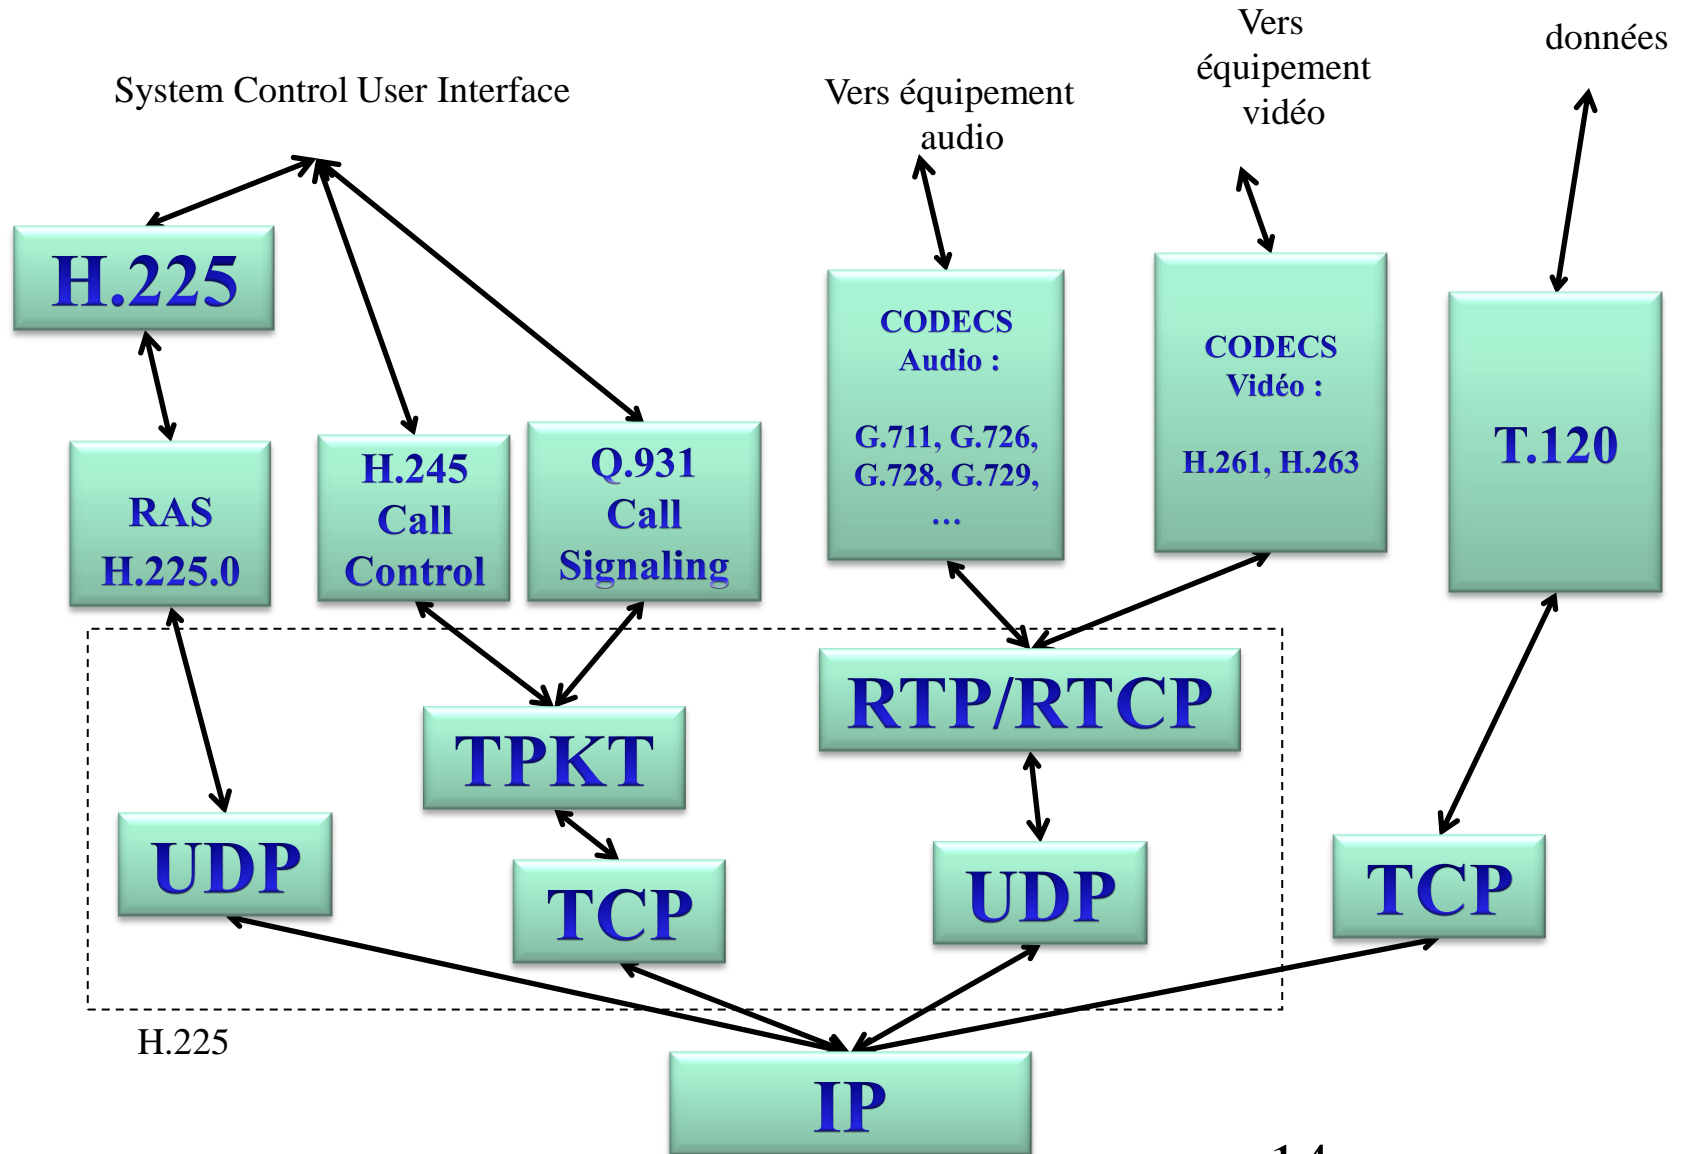 System Control User Interface
Vers équipement
audio
Vers
équipement
vidéo
données
H.225
RAS
H.225.0
H.245
Call
Control
Q.931
Call
Signaling
CODECS
Audio :
G.711, G.726,
G.728, G.729,
…
CODECS
Vidéo :
H.261, H.263
T.120
TPKT
RTP/RTCP
UDP
TCP
UDP
TCP
H.225
IP
14